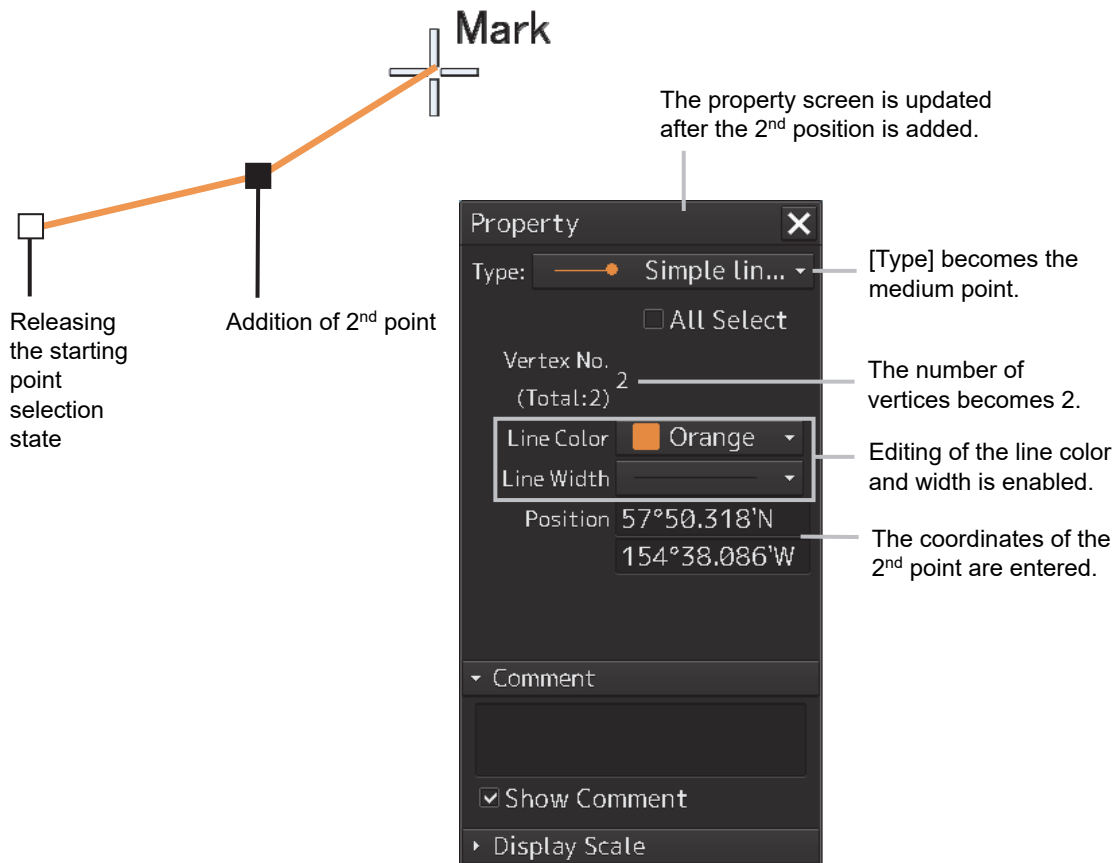 Mark
The property screen is updated
after the 2nd position is added.
Property
Type: Simple lin...
[Type] becomes the
medium point.
Releasing
the starting
point
selection
state
Addition of 2nd point
All Select
Vertex No.
(Total:2) 2
The number of
vertices becomes 2.
Line Color Orange
Line Width
Editing of the line color
and width is enabled.
Position 57°50.318'N
154°38.086'W
The coordinates of the
2nd point are entered.
Comment
Show Comment
Display Scale